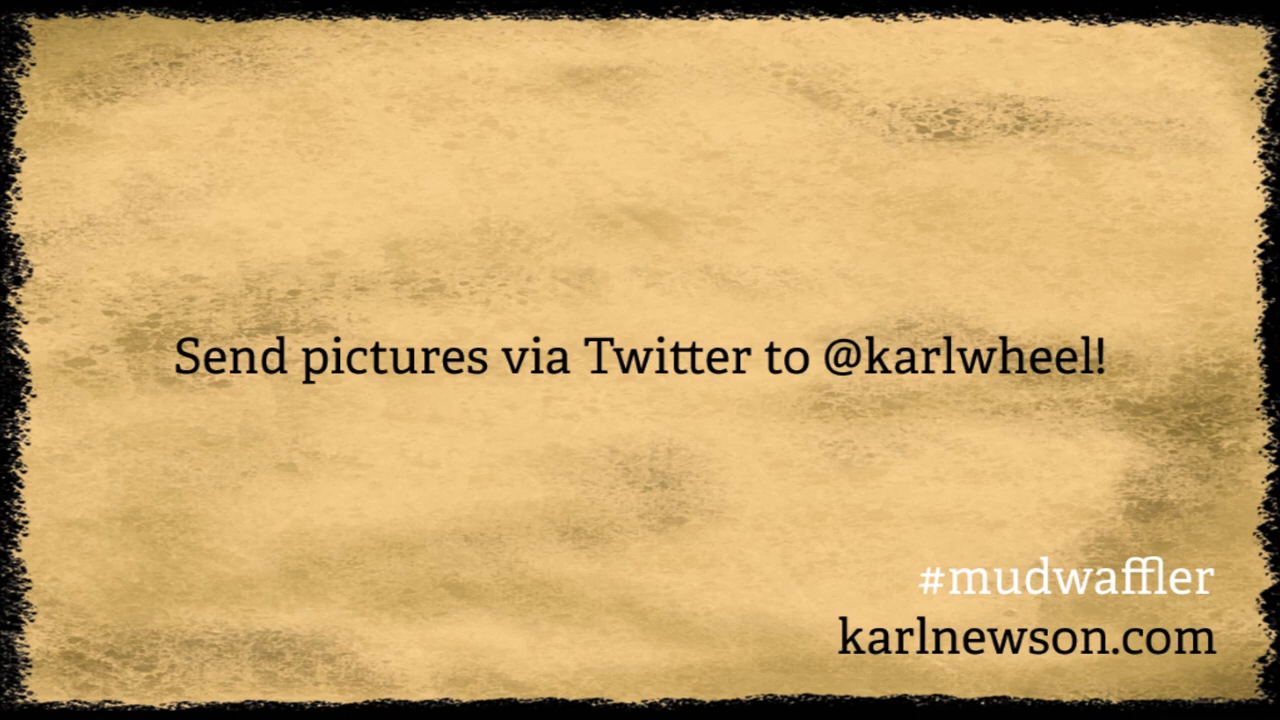 Send pictures via Twitter to @karlwheel!
#mudwaffler
karlnewson.com